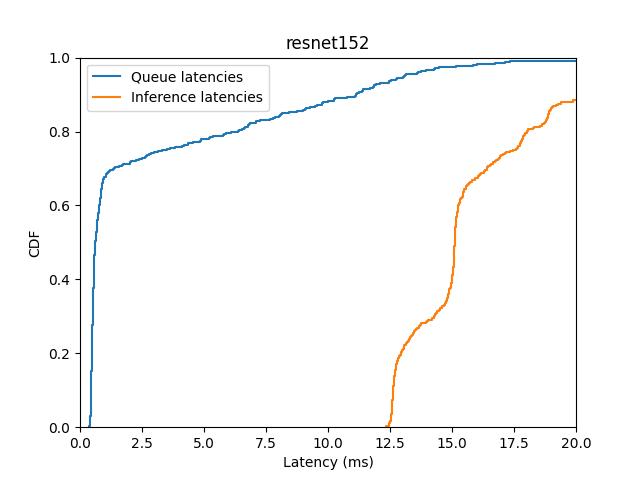 resnet152
Queue latencies
Inference latencies
CDF
1.0
0.8
0.6
0.4
0.2
0.0
0.0 2.5 5.0 7.5 10.0 12.5 15.0 17.5 20.0
Latency (ms)